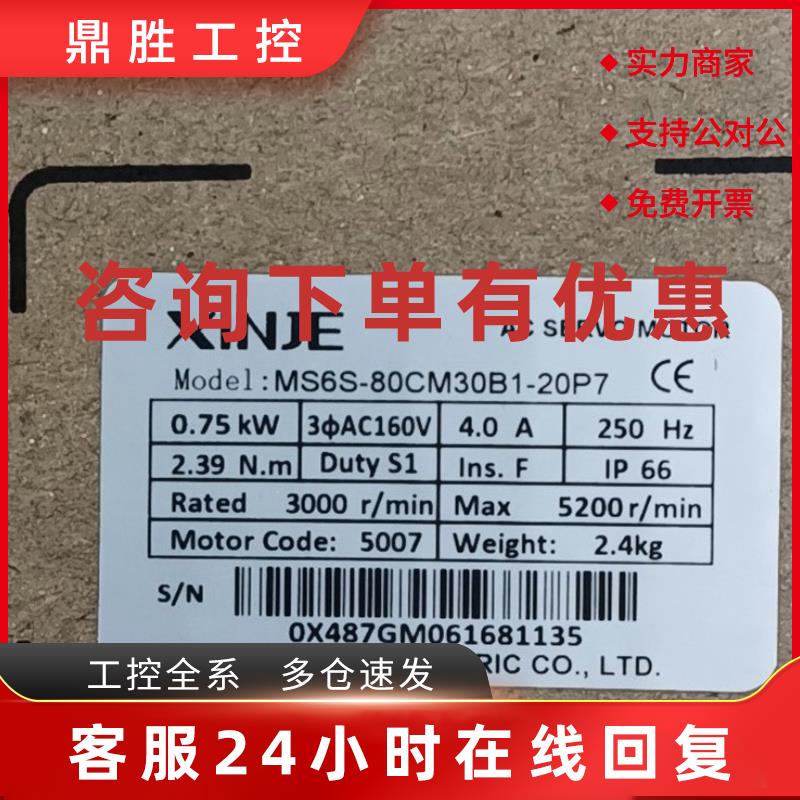 鼎胜工控
实力商家
支持公对公
免费开票
咨询下单有优惠
XINJE
AC SERVO MOTOR
Model:MS6S-80CM30B1-20P7 CE
0.75 kW 3ϕAC160V 4.0 A 250 Hz
2.39 N.m Duty S1 Ins. F IP 66
Rated 3000 r/min Max 5200 r/min
Motor Code: 5007 Weight: 2.4kg
S/N
0X487GM061681135
RIC CO., LTD.
工控全系 多仓速发
客服24小时在线回复